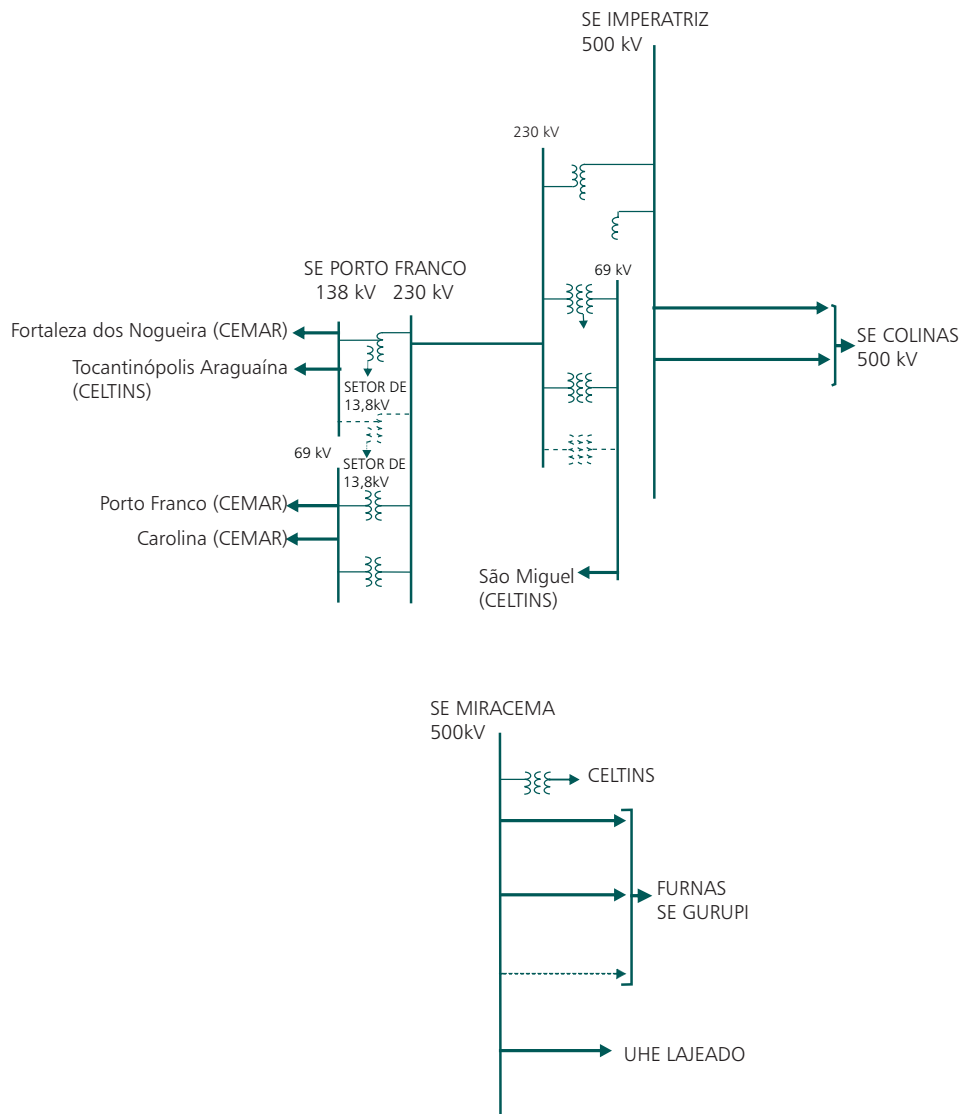 SE IMPERATRIZ
500 kV
230 kV
69 kV
SE PORTO FRANCO
138 kV
230 kV
Fortaleza dos Nogueira (CEMAR)
Tocantinópolis Araguaína
(CELTINS)
SETOR DE
13,8kV
SE COLINAS
500 kV
69 kV
SETOR DE
13,8kV
Porto Franco (CEMAR)
Carolina (CEMAR)
São Miguel
(CELTINS)
SE MIRACEMA
500kV
CELTINS
FURNAS
SE GURUPI
UHE LAJEADO